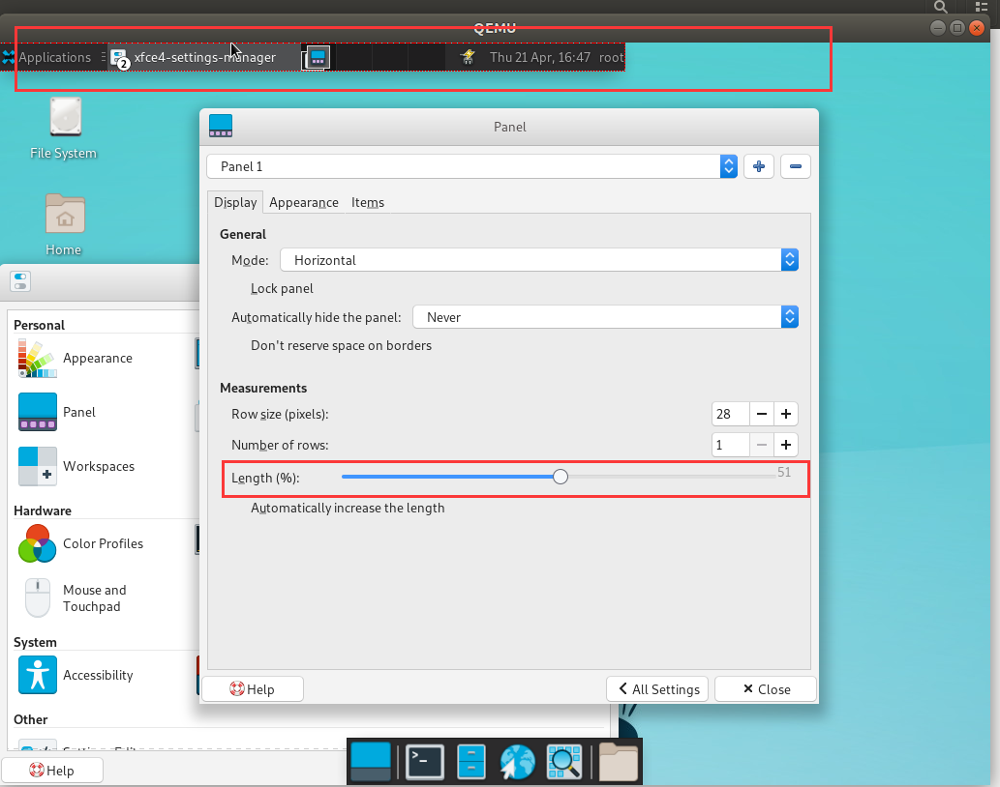 QEMU
Applications
2
xfce4-settings-manager
Thu 21 Apr, 16:47
root
File System
Home
Panel
Panel 1
Display
Appearance
Items
General
Mode:
Horizontal
Lock panel
Automatically hide the panel:
Never
Don't reserve space on borders
Measurements
Row size (pixels):
28
Number of rows:
1
Length (%):
51
Automatically increase the length
Help
All Settings
Close
Personal
Appearance
Panel
Workspaces
Hardware
Color Profiles
Mouse and
Touchpad
System
Accessibility
Other
Help